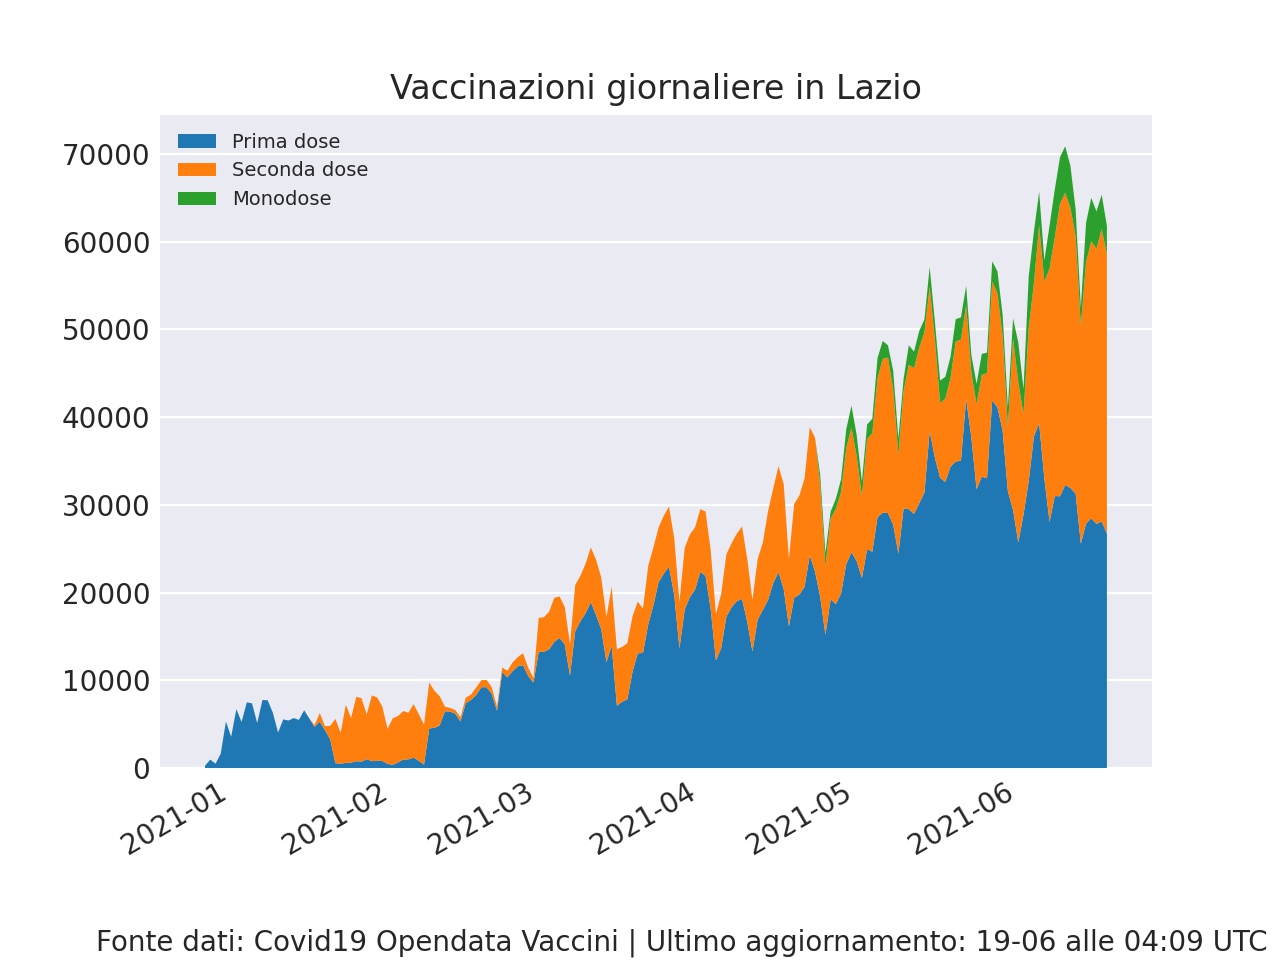 Vaccinazioni giornaliere in Lazio
Prima dose
Seconda dose
Monodose
70000
60000
50000
40000
30000
20000
10000
0
2021-01
2021-02
2021-03
2021-04
2021-05
2021-06
Fonte dati: Covid19 Opendata Vaccini | Ultimo aggiornamento: 19-06 alle 04:09 UTC